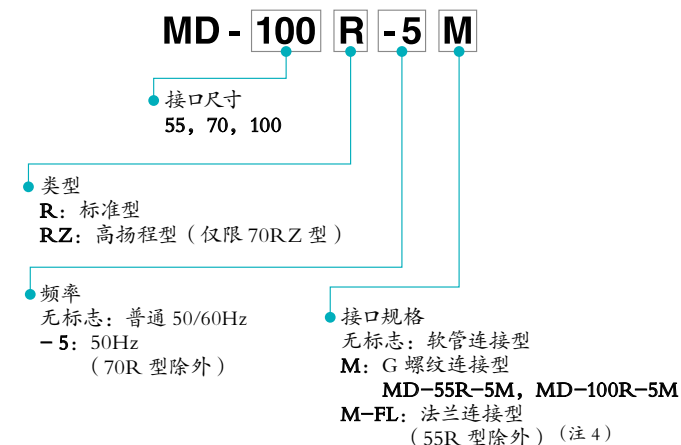 MD - 100 R - 5 M
接口尺寸
55，70，100
类型
R：标准型
RZ：高扬程型（仅限 70RZ 型）
频率
无标志：普通 50/60Hz
－5：50Hz
（70R 型除外）
接口规格
无标志：软管连接型
M：G 螺纹连接型
MD-55R-5M，MD-100R-5M
M-FL：法兰连接型
（55R 型除外）（注 4）